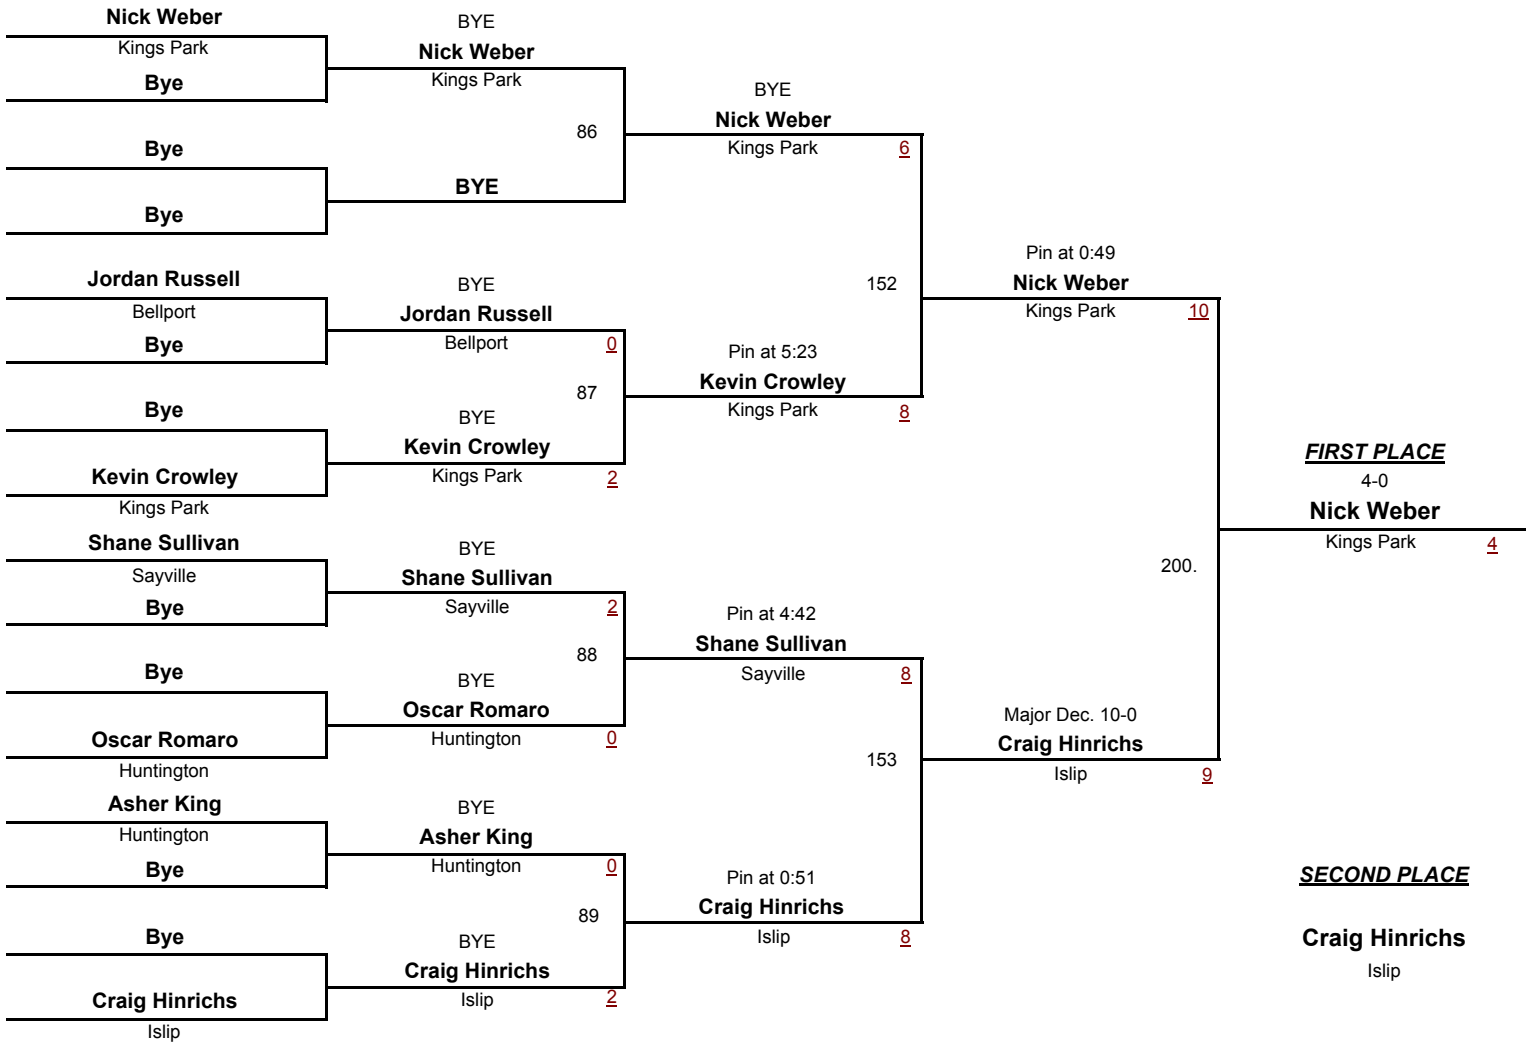 Nick Weber
Kings Park
Bye
Bye
Bye
Jordan Russell
Bellport
Bye
Bye
Kevin Crowley
Kings Park
Shane Sullivan
Sayville
Bye
Bye
Oscar Romaro
Huntington
Asher King
Huntington
Bye
Bye
Craig Hinrichs
Islip
BYE
Nick Weber
Kings Park
86
BYE
BYE
Jordan Russell
Bellport
0
87
BYE
Kevin Crowley
Kings Park
2
BYE
Shane Sullivan
Sayville
2
88
BYE
Oscar Romaro
Huntington
0
BYE
Asher King
Huntington
0
89
BYE
Craig Hinrichs
Islip
2
BYE
Nick Weber
Kings Park
6
152
Pin at 5:23
Kevin Crowley
Kings Park
8
Pin at 4:42
Shane Sullivan
Sayville
8
153
Pin at 0:51
Craig Hinrichs
Islip
8
Pin at 0:49
Nick Weber
Kings Park
10
200.
Major Dec. 10-0
Craig Hinrichs
Islip
9
FIRST PLACE
4-0
Nick Weber
Kings Park
4
SECOND PLACE
Craig Hinrichs
Islip